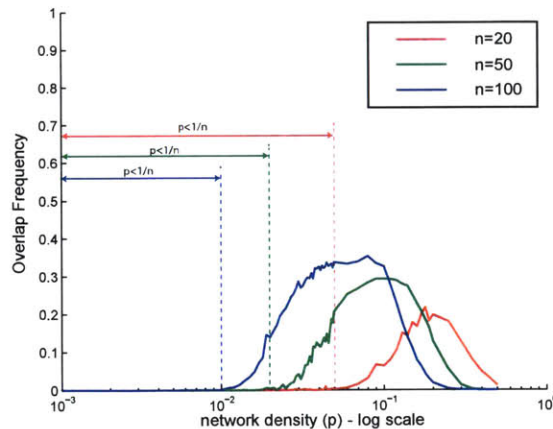 1
0.9
0.8
0.7
0.6
0.5
0.4
0.3
0.2
0.1
0
Overlap Frequency
n=20
n=50
n=100
p<1/n
p<1/n
p<1/n
10⁻³
10⁻²
10⁻¹
10⁰
network density (p) - log scale